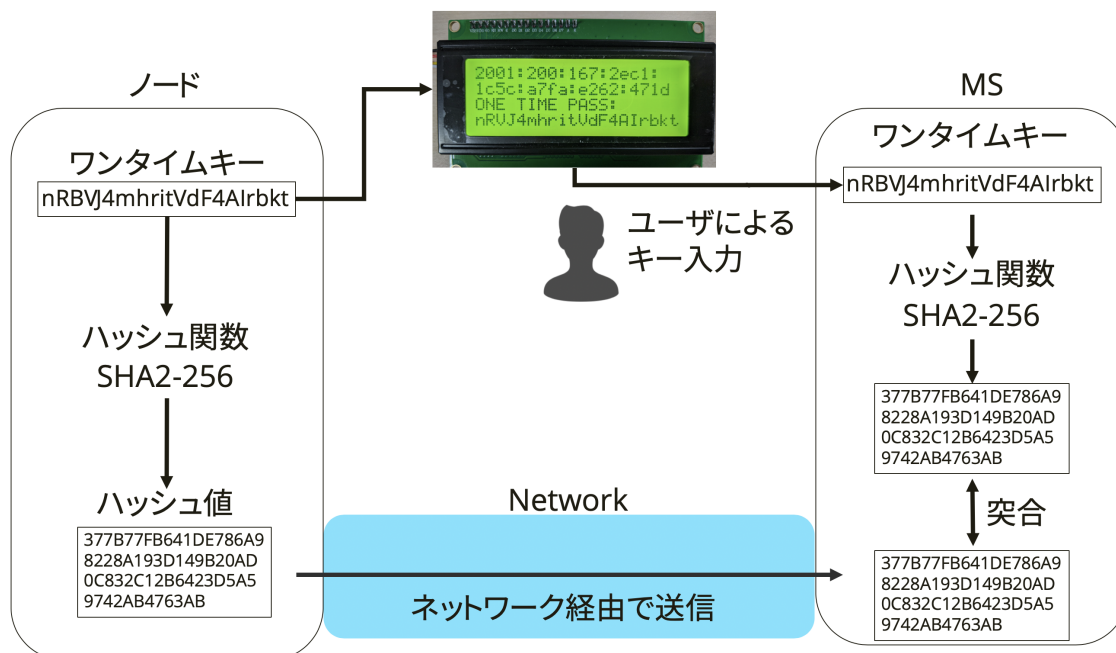 ノード
ワンタイムキー
nRBVJ4mhritVdF4AIrbkt
ハッシュ関数
SHA2-256
ハッシュ値
377B77FB641DE786A9
8228A193D149B20AD
0C832C12B6423D5A5
9742AB4763AB
2001:200:167:2ec1:
1c5c:a7fa:e262:471d
ONE TIME PASS:
nRVJ4mhritVdF4AIrbkt
ユーザによる
キー入力
Network
ネットワーク経由で送信
MS
ワンタイムキー
nRBVJ4mhritVdF4AIrbkt
ハッシュ関数
SHA2-256
377B77FB641DE786A9
8228A193D149B20AD
0C832C12B6423D5A5
9742AB4763AB
突合
377B77FB641DE786A9
8228A193D149B20AD
0C832C12B6423D5A5
9742AB4763AB